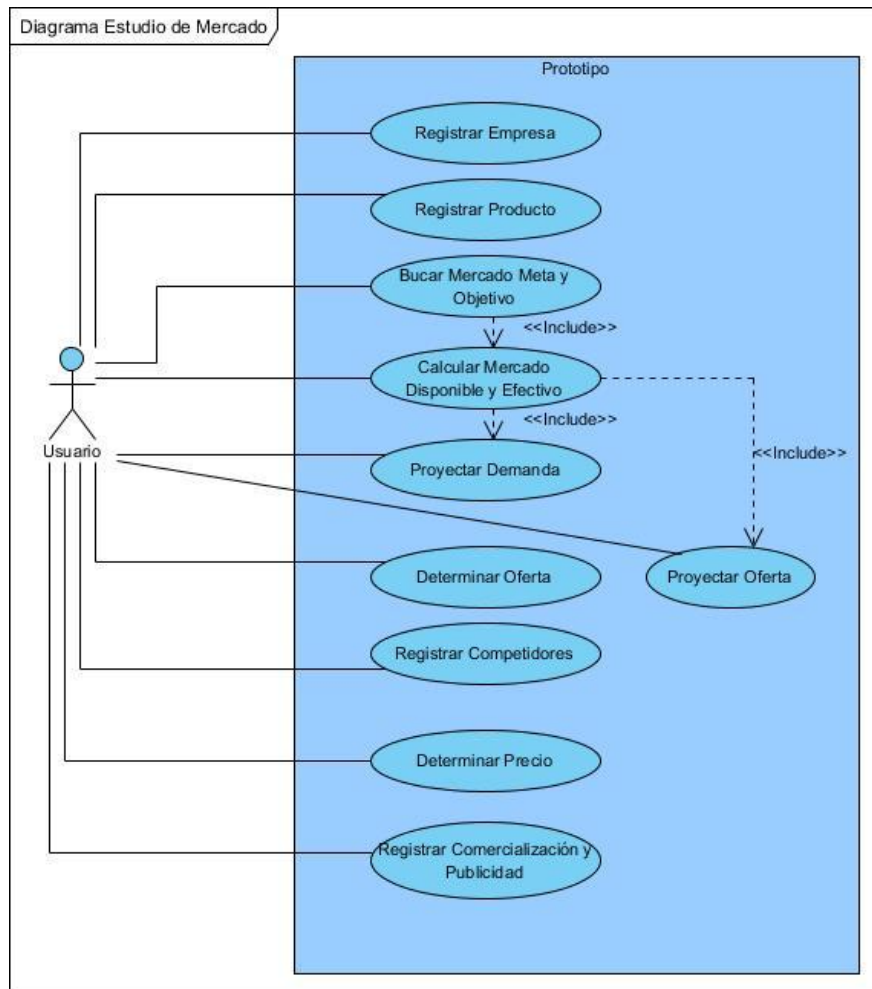 Diagrama Estudio de Mercado
Prototipo
Registrar Empresa
Registrar Producto
Bucar Mercado Meta y
Objetivo
<<Include>>
Calcular Mercado
Disponible y Efectivo
<<Include>>
<<Include>>
Usuario
Proyectar Demanda
Determinar Oferta
Proyectar Oferta
Registrar Competidores
Determinar Precio
Registrar Comercialización y
Publicidad